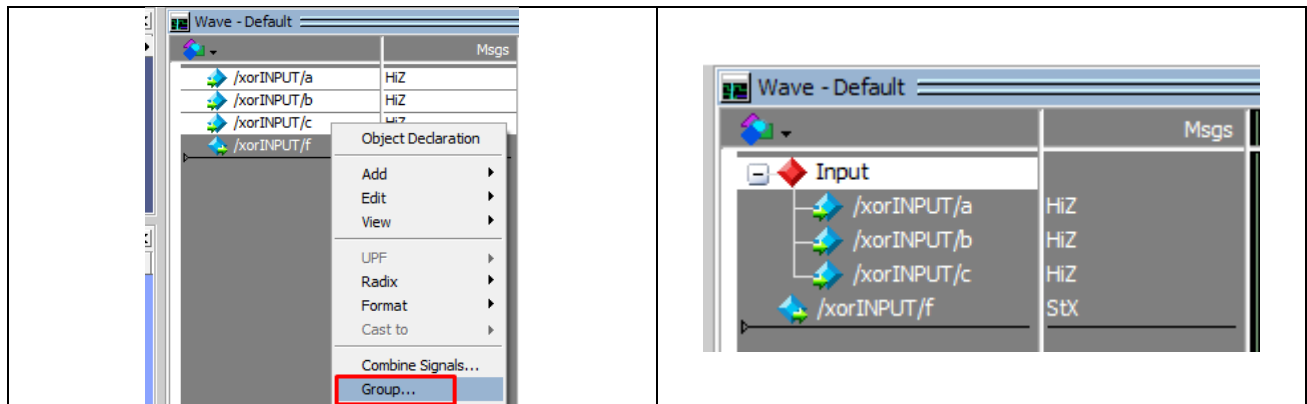 Wave - Default
Msgs
/xorINPUT/a HiZ
/xorINPUT/b HiZ
/xorINPUT/c HiZ
/xorINPUT/f
Object Declaration
Add
Edit
View
UPF
Radix
Format
Cast to
Combine Signals...
Group...
Wave - Default
Msgs
Input
/xorINPUT/a HiZ
/xorINPUT/b HiZ
/xorINPUT/c HiZ
/xorINPUT/f StX